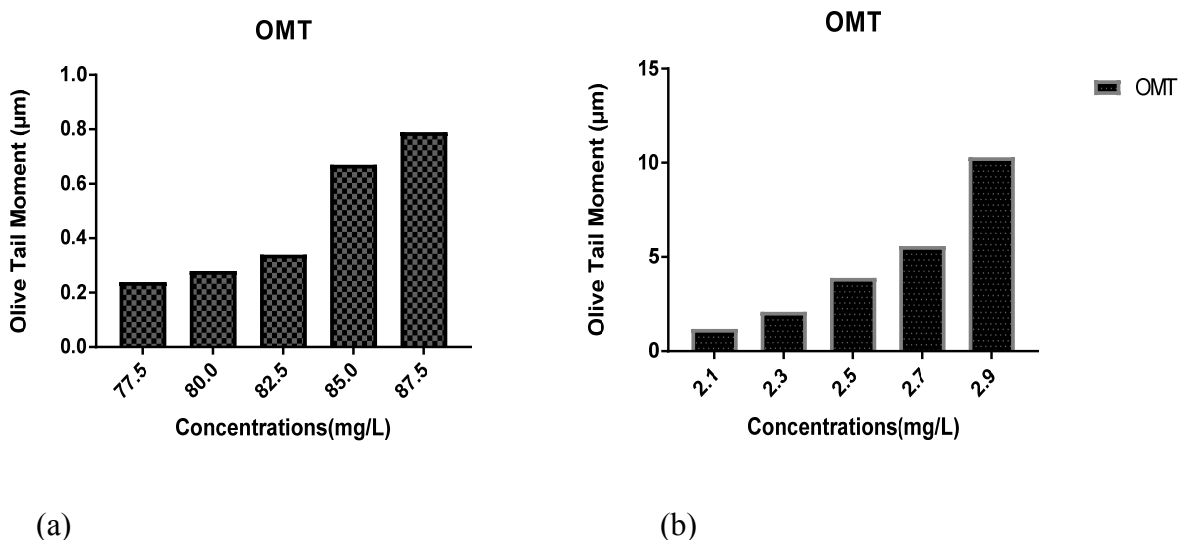 OMT
Olive Tail Moment (µm)
1.0
0.8
0.6
0.4
0.2
0.0
77.5
80.0
82.5
85.0
87.5
Concentrations(mg/L)
(a)
OMT
Olive Tail Moment (µm)
15
10
5
0
2.1
2.3
2.5
2.7
2.9
Concentrations(mg/L)
OMT
(b)